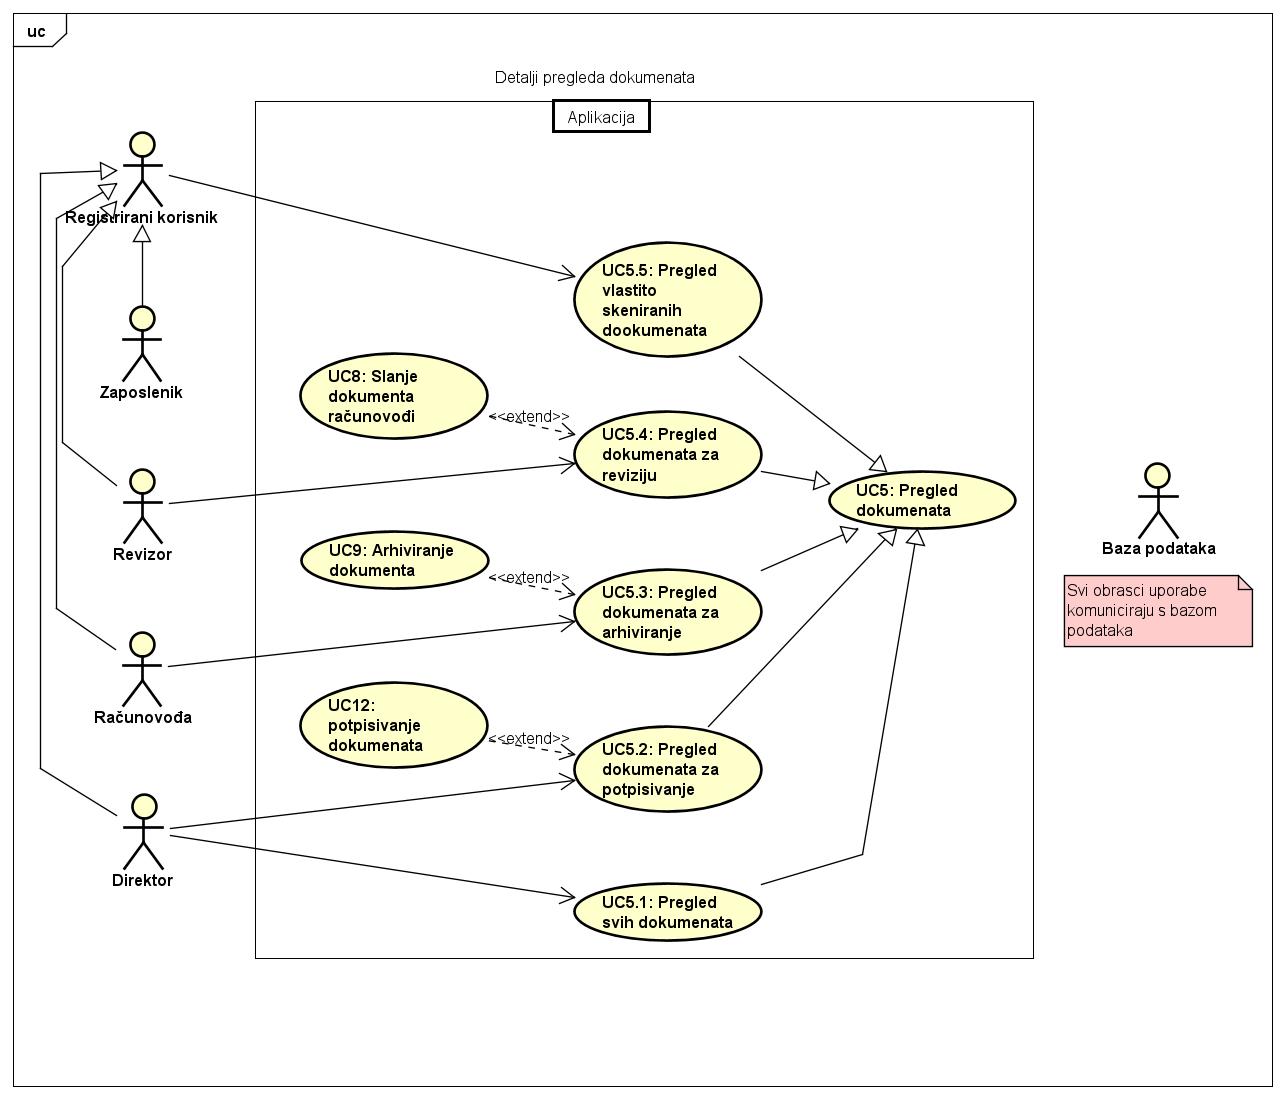 uc
Detalji pregleda dokumenata
Aplikacija
Registrirani korisnik
UC5.5: Pregled
vlastito
skeniranih
dookumenata
Zaposlenik
UC8: Slanje
dokumenta
računovođi
<<extend>>
UC5.4: Pregled
dokumenata za
reviziju
UC5: Pregled
dokumenata
Revizor
Baza podataka
UC9: Arhiviranje
dokumenta
<<extend>>
UC5.3: Pregled
dokumenata za
arhiviranje
Svi obrasci uporabe
komuniciraju s bazom
podataka
Računovođa
UC12:
potpisivanje
dokumenata
<<extend>>
UC5.2: Pregled
dokumenata za
potpisivanje
Direktor
UC5.1: Pregled
svih dokumenata